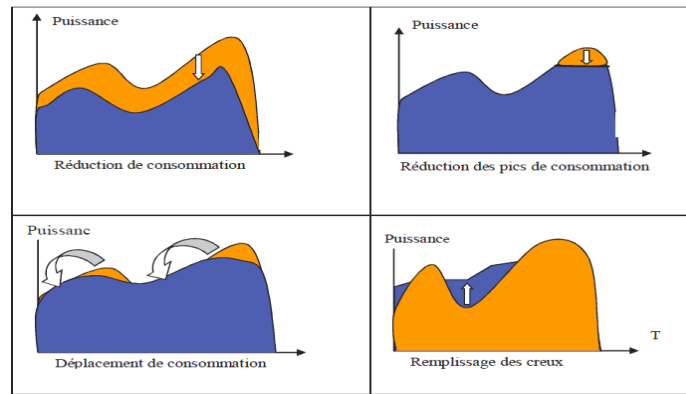 Puissance
Réduction de consommation
Puissance
Réduction des pics de consommation
Puissanc
Déplacement de consommation
Puissance
T
Remplissage des creux